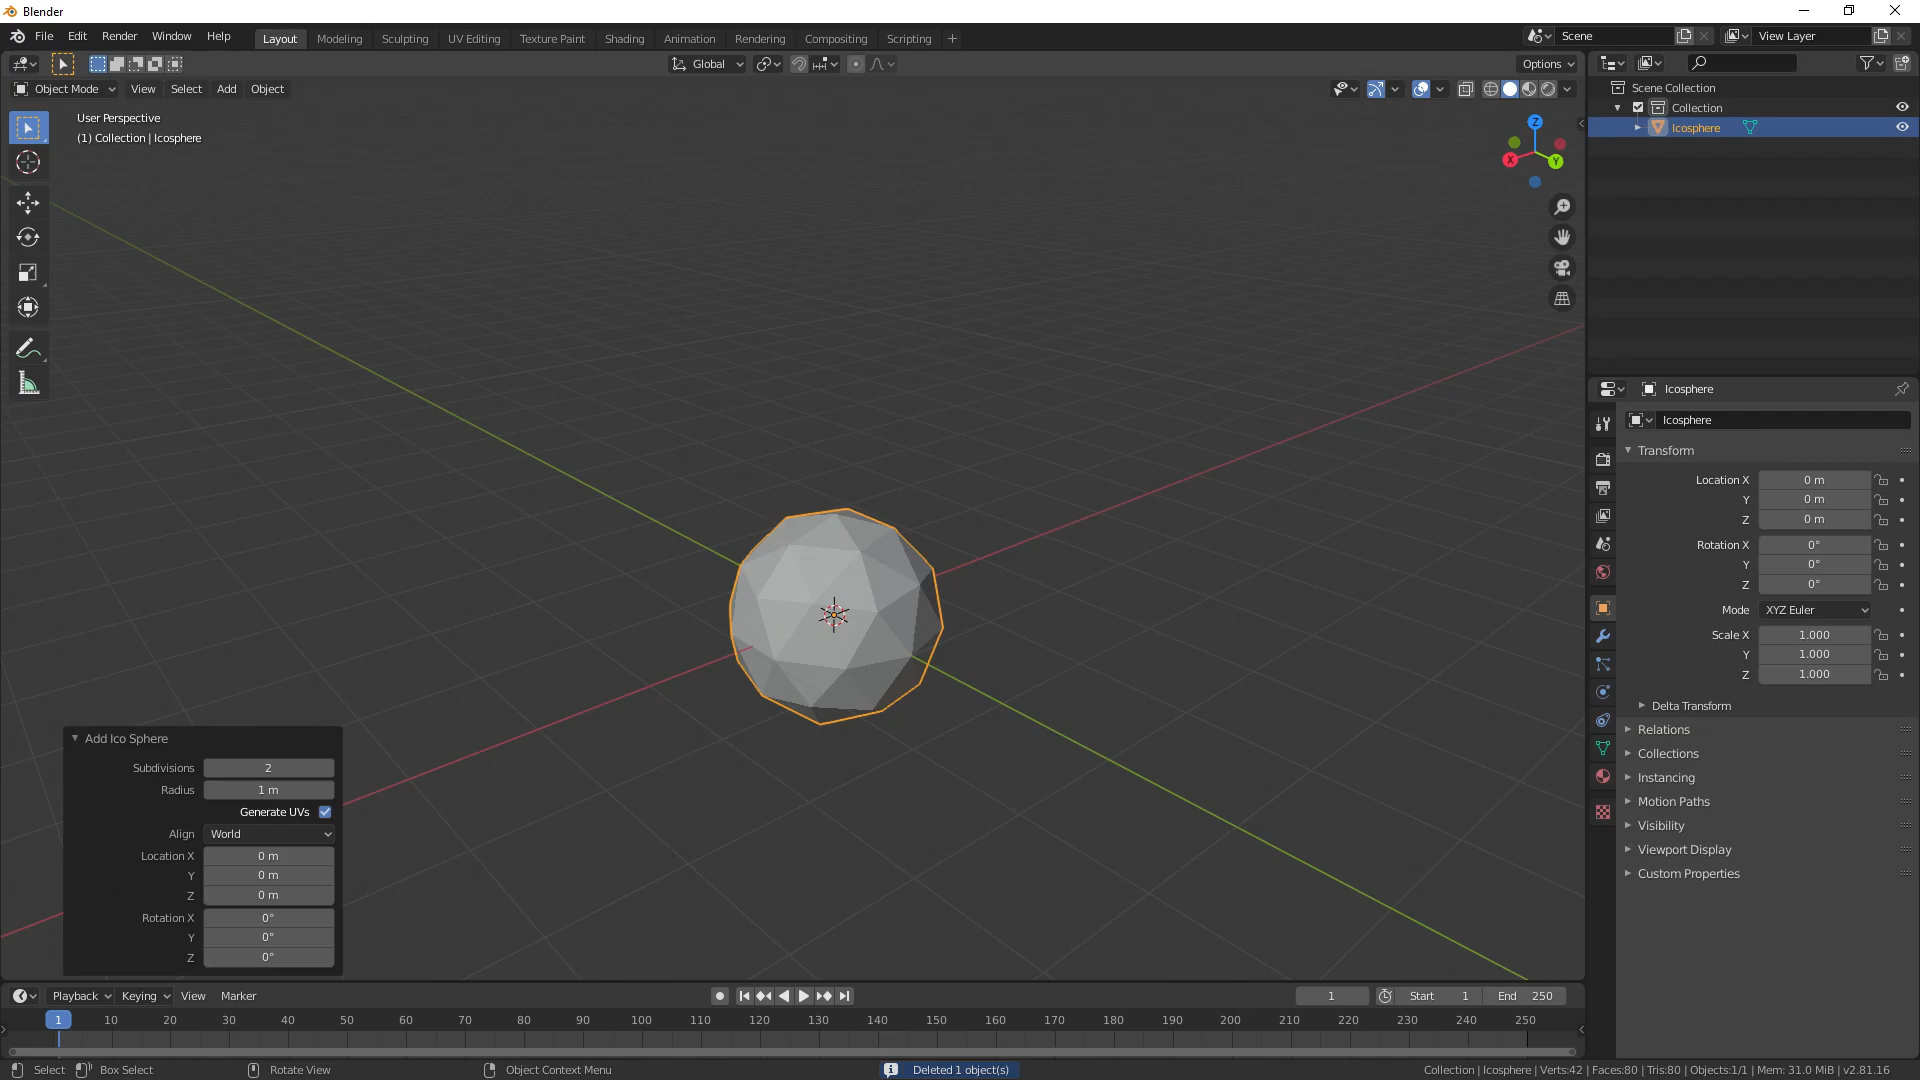 Blender
File Edit Render Window Help
Layout Modeling Sculpting UV Editing Texture Paint Shading Animation Rendering Compositing Scripting +
Scene
View Layer
Global
Options
Object Mode View Select Add Object
User Perspective
(1) Collection | Icosphere
Z
X
Y
Scene Collection
Collection
Icosphere
Icosphere
Icosphere
Transform
Location X 0 m
Y 0 m
Z 0 m
Rotation X 0°
Y 0°
Z 0°
Mode XYZ Euler
Scale X 1.000
Y 1.000
Z 1.000
Delta Transform
Relations
Collections
Instancing
Motion Paths
Visibility
Viewport Display
Custom Properties
Add Ico Sphere
Subdivisions 2
Radius 1 m
Generate UVs
Align World
Location X 0 m
Y 0 m
Z 0 m
Rotation X 0°
Y 0°
Z 0°
Playback Keying View Marker
1 Start 1 End 250
1 10 20 30 40 50 60 70 80 90 100 110 120 130 140 150 160 170 180 190 200 210 220 230 240 250
Select Box Select Rotate View Object Context Menu Deleted 1 object(s) Collection | Icosphere | Verts:42 | Faces:80 | Tris:80 | Objects:1/1 | Mem: 31.0 MiB | v2.81.16